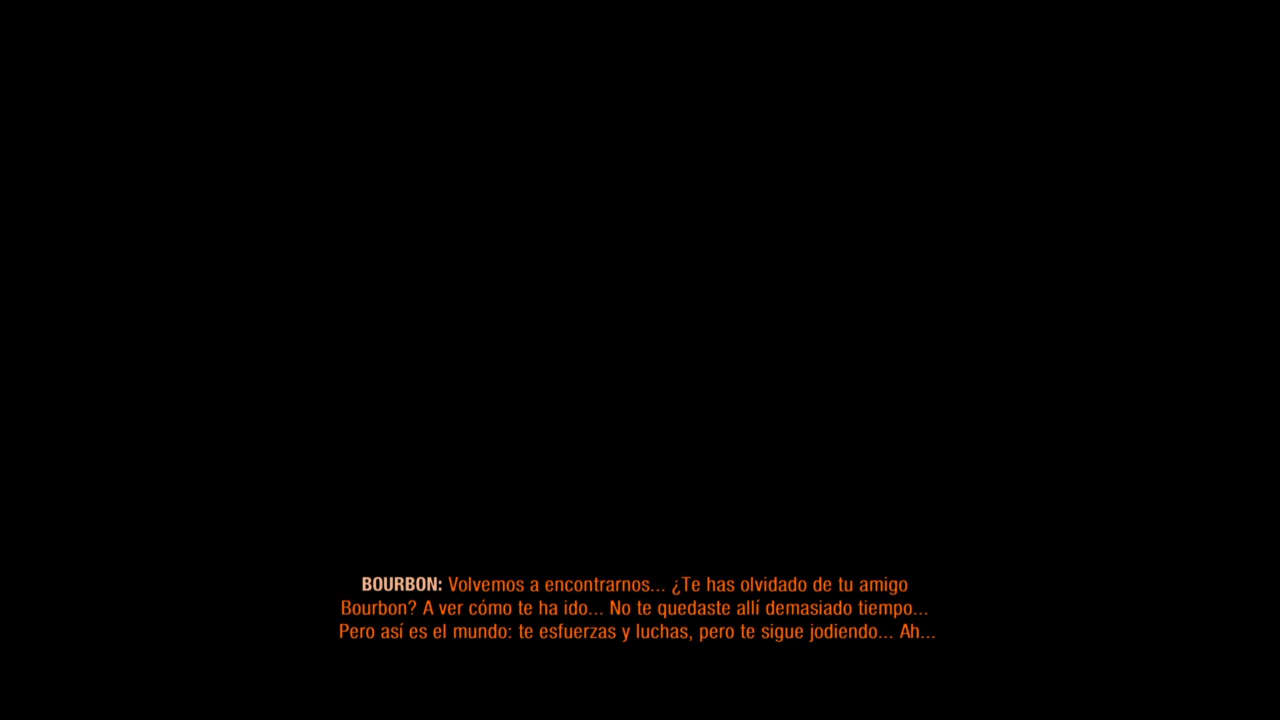 BOURBON: Volvemos a encontrarnos... ¿Te has olvidado de tu amigo
Bourbon? A ver cómo te ha ido... No te quedaste allí demasiado tiempo...
Pero así es el mundo: te esfuerzas y luchas, pero te sigue jodiendo... Ah...